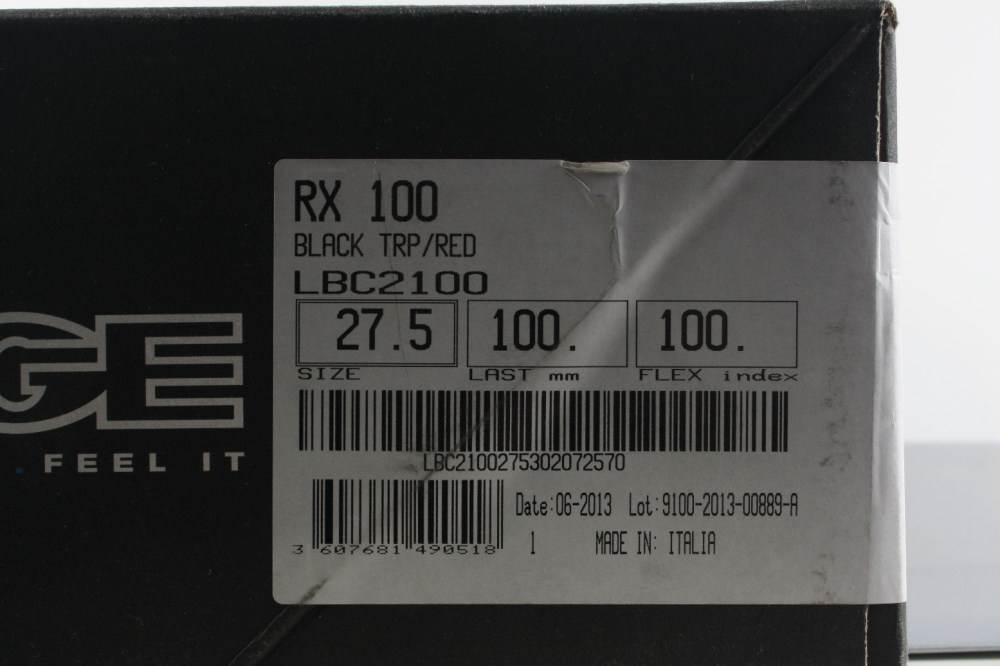 RX 100
BLACK TRP/RED
LBC2100
27.5 100. 100.
SIZE LAST mm FLEX index
GE
. FEEL IT
LBC2100275302072570
Date:06-2013 Lot:9100-2013-00889-A
3 607681 490518 1 MADE IN: ITALIA